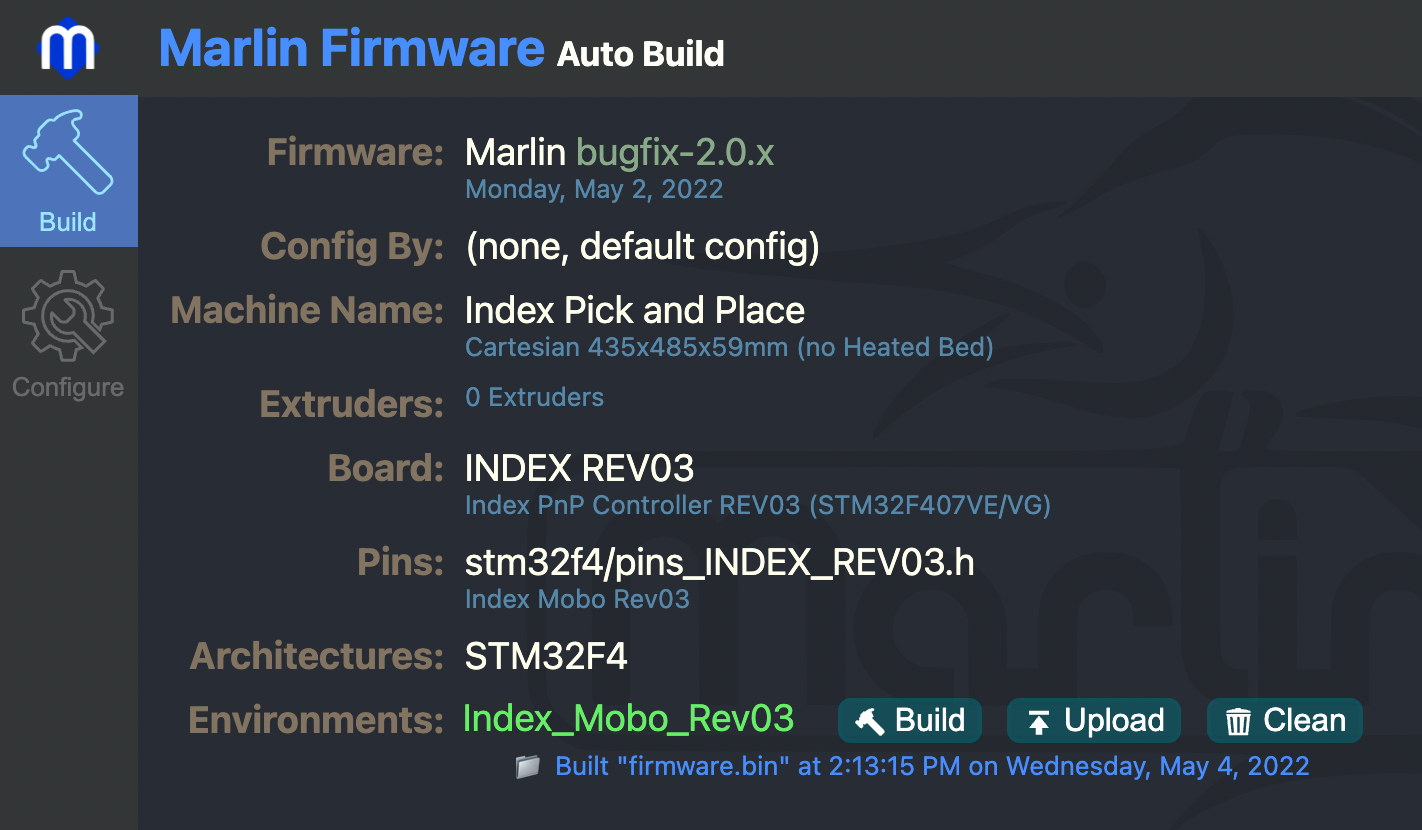 m
Marlin Firmware Auto Build
Build
Configure
Firmware: Marlin bugfix-2.0.x
Monday, May 2, 2022
Config By: (none, default config)
Machine Name: Index Pick and Place
Cartesian 435x485x59mm (no Heated Bed)
Extruders: 0 Extruders
Board: INDEX REV03
Index PnP Controller REV03 (STM32F407VE/VG)
Pins: stm32f4/pins_INDEX_REV03.h
Index Mobo Rev03
Architectures: STM32F4
Environments: Index_Mobo_Rev03 Build Upload Clean
Built "firmware.bin" at 2:13:15 PM on Wednesday, May 4, 2022
marlin